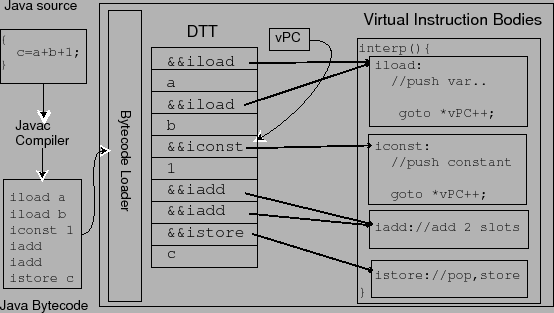 Java source
{
c=a+b+1;
}
Javac
Compiler
iload a
iload b
iconst 1
iadd
iadd
istore c
Java Bytecode
Bytecode Loader
DTT
vPC
&&iload
a
&&iload
b
&&iconst
1
&&iadd
&&iadd
&&istore
c
Virtual Instruction Bodies
interp(){
iload:
//push var..
goto *vPC++;
iconst:
//push constant
goto *vPC++;
iadd://add 2 slots
istore://pop,store
}